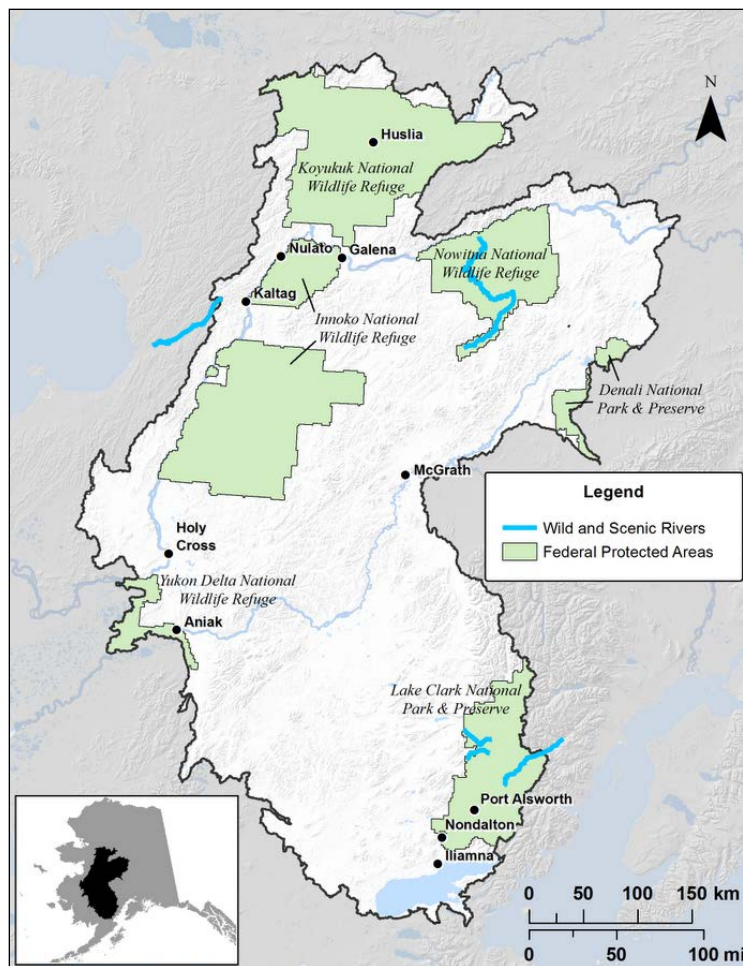 N
Huslia
Koyukuk National
Wildlife Refuge
Nulato
Galena
Nowitna National
Wildlife Refuge
Kaltag
Innoko National
Wildlife Refuge
Denali National
Park & Preserve
McGrath
Legend
Wild and Scenic Rivers
Federal Protected Areas
Holy
Cross
Yukon Delta National
Wildlife Refuge
Aniak
Lake Clark National
Park & Preserve
Port Alsworth
Nondalton
Iliamna
0 50 100 150 km
0 50 100 mi